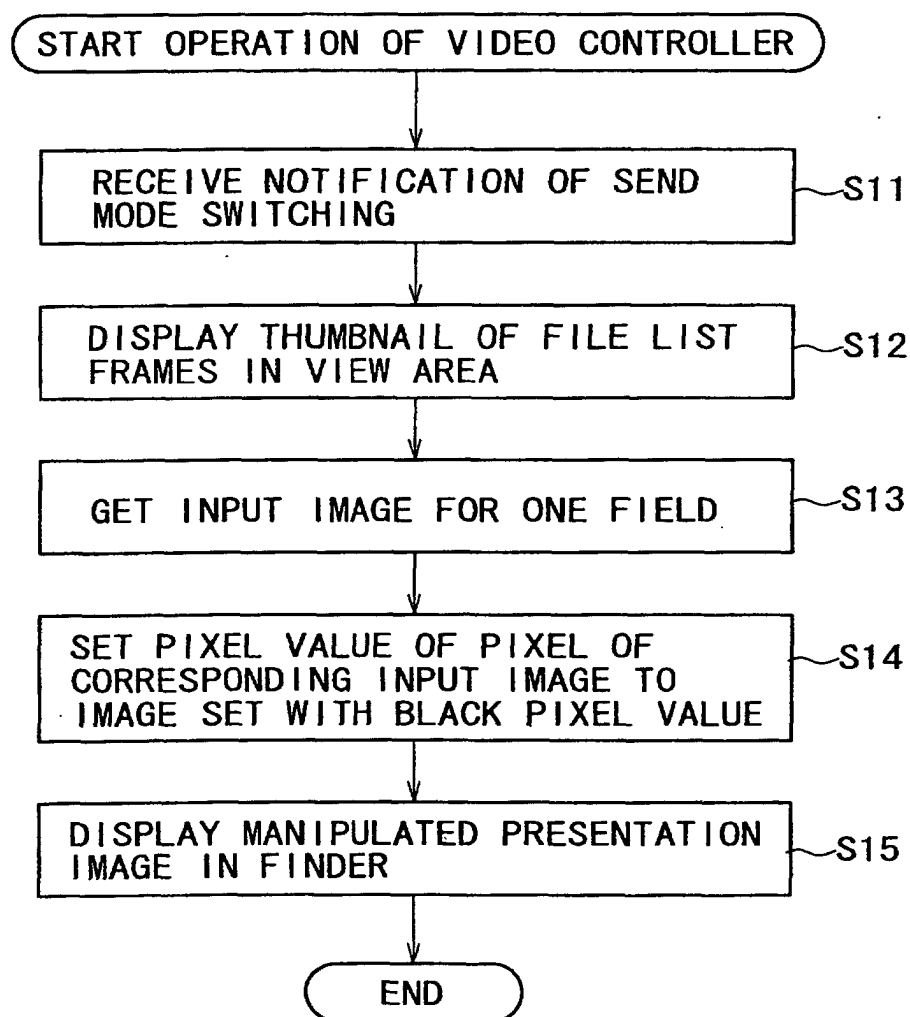 START OPERATION OF VIDEO CONTROLLER
RECEIVE NOTIFICATION OF SEND
MODE SWITCHING
S11
DISPLAY THUMBNAIL OF FILE LIST
FRAMES IN VIEW AREA
S12
GET INPUT IMAGE FOR ONE FIELD
S13
SET PIXEL VALUE OF PIXEL OF
CORRESPONDING INPUT IMAGE TO
IMAGE SET WITH BLACK PIXEL VALUE
S14
DISPLAY MANIPULATED PRESENTATION
IMAGE IN FINDER
S15
END